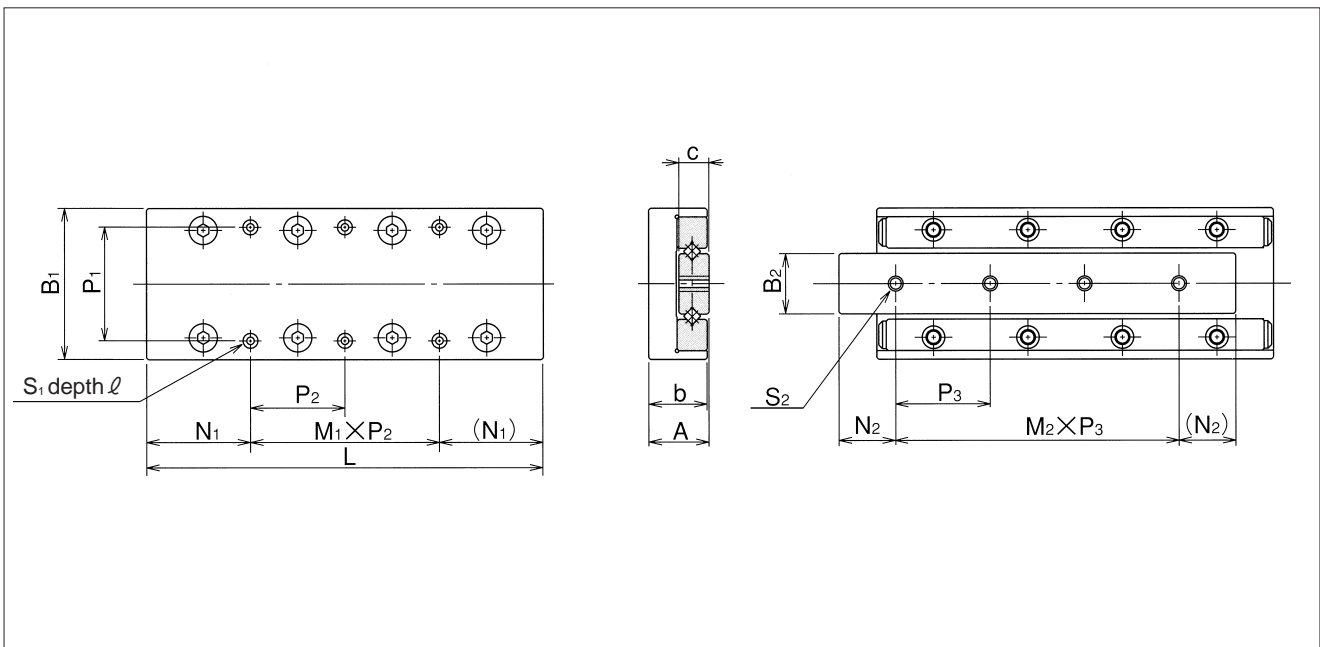 B1
P1
S1 depth ℓ
P2
N1
M1×P2
(N1)
L
c
b
A
B2
S2
P3
N2
M2×P3
(N2)